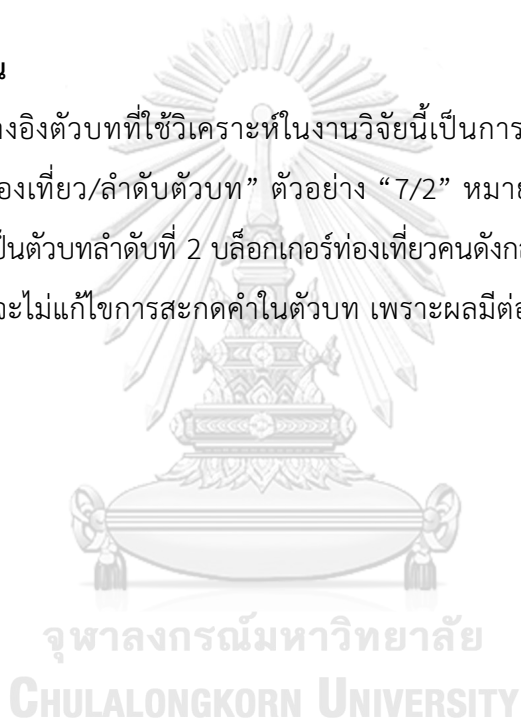 น
งอิงตัวบทที่ใช้วิเคราะห์ในงานวิจัยนี้เป็นการ
องเที่ยว/ลำดับตัวบท” ตัวอย่าง “7/2” หมาย
ป็นตัวบทลำดับที่ 2 บล็อกเกอร์ท่องเที่ยวคนดังกล
จะไม่แก้ไขการสะกดคำในตัวบท เพราะผลมีต่อ
จุฬาลงกรณ์มหาวิทยาลัย
CHULALONGKORN UNIVERSITY